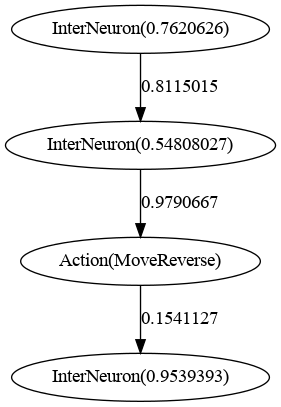 InterNeuron(0.7620626)
0.8115015
InterNeuron(0.54808027)
0.9790667
Action(MoveReverse)
0.1541127
InterNeuron(0.9539393)